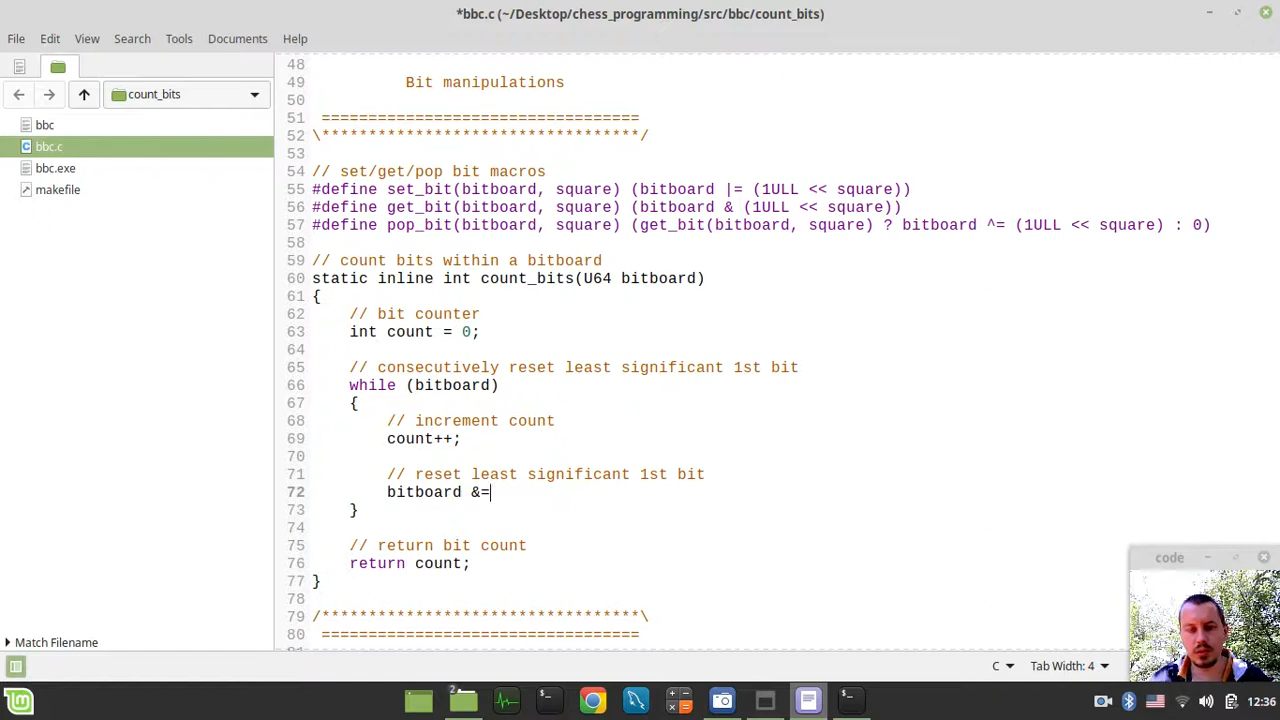 *bbc.c (~/Desktop/chess_programming/src/bbc/count_bits)
File Edit View Search Tools Documents Help
count_bits
bbc
bbc.c
bbc.exe
makefile
48
49 Bit manipulations
50
51 ==================================
52 \**********************************/
53
54 // set/get/pop bit macros
55 #define set_bit(bitboard, square) (bitboard |= (1ULL << square))
56 #define get_bit(bitboard, square) (bitboard & (1ULL << square))
57 #define pop_bit(bitboard, square) (get_bit(bitboard, square) ? bitboard ^= (1ULL << square) : 0)
58
59 // count bits within a bitboard
60 static inline int count_bits(U64 bitboard)
61 {
62 // bit counter
63 int count = 0;
64
65 // consecutively reset least significant 1st bit
66 while (bitboard)
67 {
68 // increment count
69 count++;
70
71 // reset least significant 1st bit
72 bitboard &=
73 }
74
75 // return bit count
76 return count;
77 }
78
79 /**********************************\
80 ==================================
Match Filename
C Tab Width: 4
code
2
12:36